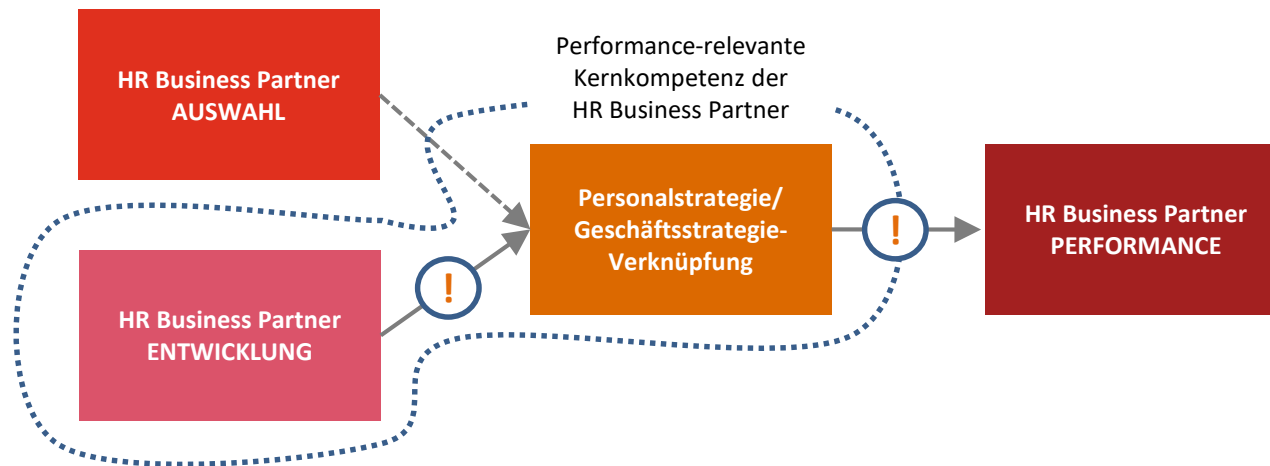 HR Business Partner
AUSWAHL
Performance-relevante
Kernkompetenz der
HR Business Partner
Personalstrategie/
Geschäftsstrategie-
Verknüpfung
!
HR Business Partner
PERFORMANCE
HR Business Partner
ENTWICKLUNG
!